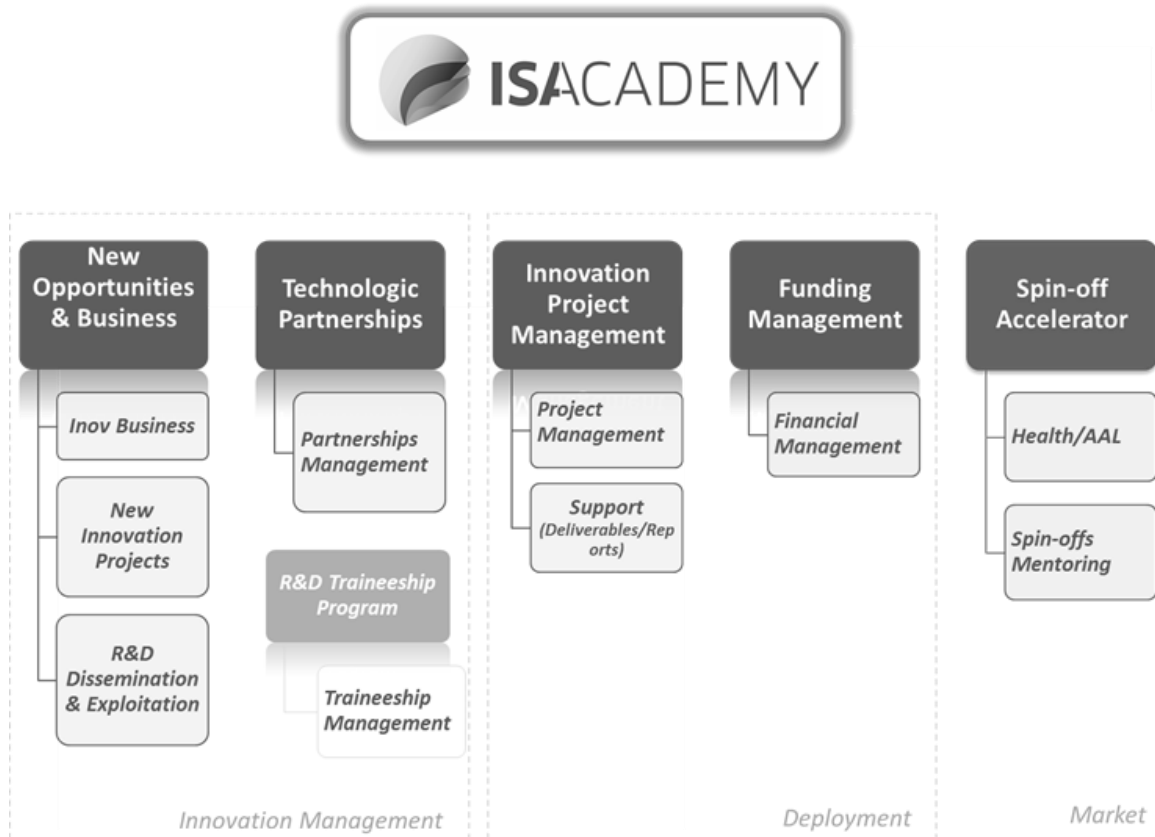 ISACADEMY
New
Opportunities
& Business
Inov Business
New
Innovation
Projects
R&D
Dissemination
& Exploitation
Technologic
Partnerships
Partnerships
Management
R&D Traineeship
Program
Traineeship
Management
Innovation Management
Innovation
Project
Management
Project
Management
Support
(Deliverables/Rep
orts)
Funding
Management
Financial
Management
Deployment
Spin-off
Accelerator
Health/AAL
Spin-offs
Mentoring
Market